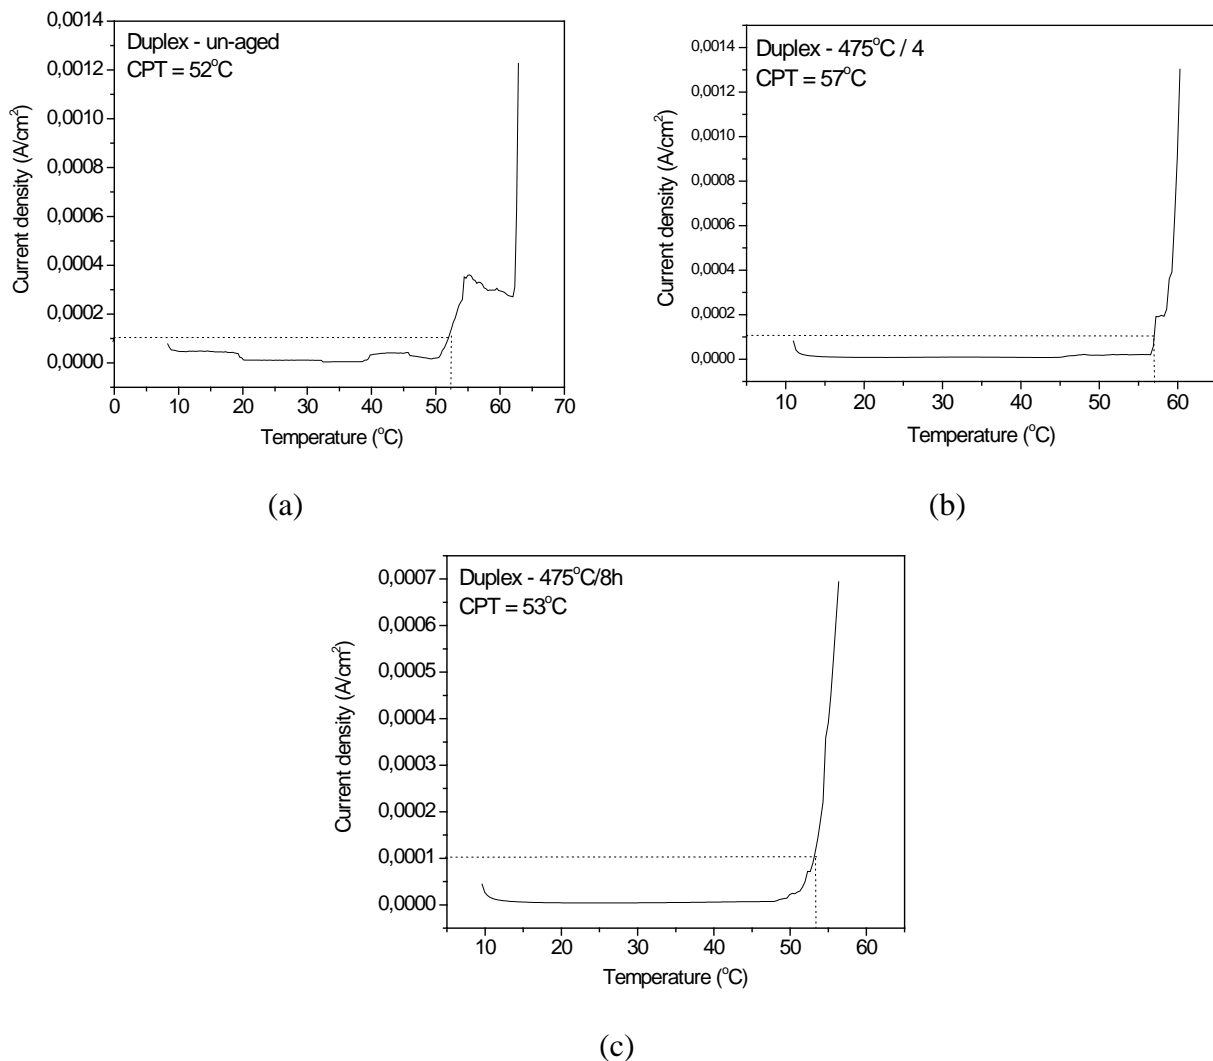 Duplex - un-aged
CPT = 52°C
Current density (A/cm²)
0,0014
0,0012
0,0010
0,0008
0,0006
0,0004
0,0002
0,0000
0 10 20 30 40 50 60 70
Temperature (°C)
(a)
Duplex - 475°C / 4
CPT = 57°C
Current density (A/cm²)
0,0014
0,0012
0,0010
0,0008
0,0006
0,0004
0,0002
0,0000
10 20 30 40 50 60
Temperature (°C)
(b)
Duplex - 475°C/8h
CPT = 53°C
Current density (A/cm²)
0,0007
0,0006
0,0005
0,0004
0,0003
0,0002
0,0001
0,0000
10 20 30 40 50 60
Temperature (°C)
(c)